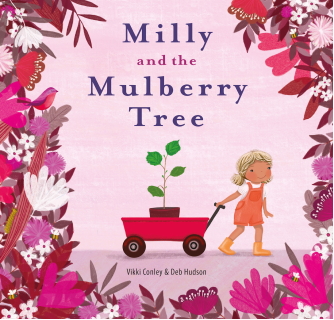 Milly
and the
Mulberry
Tree
Vikki Conley & Deb Hudson